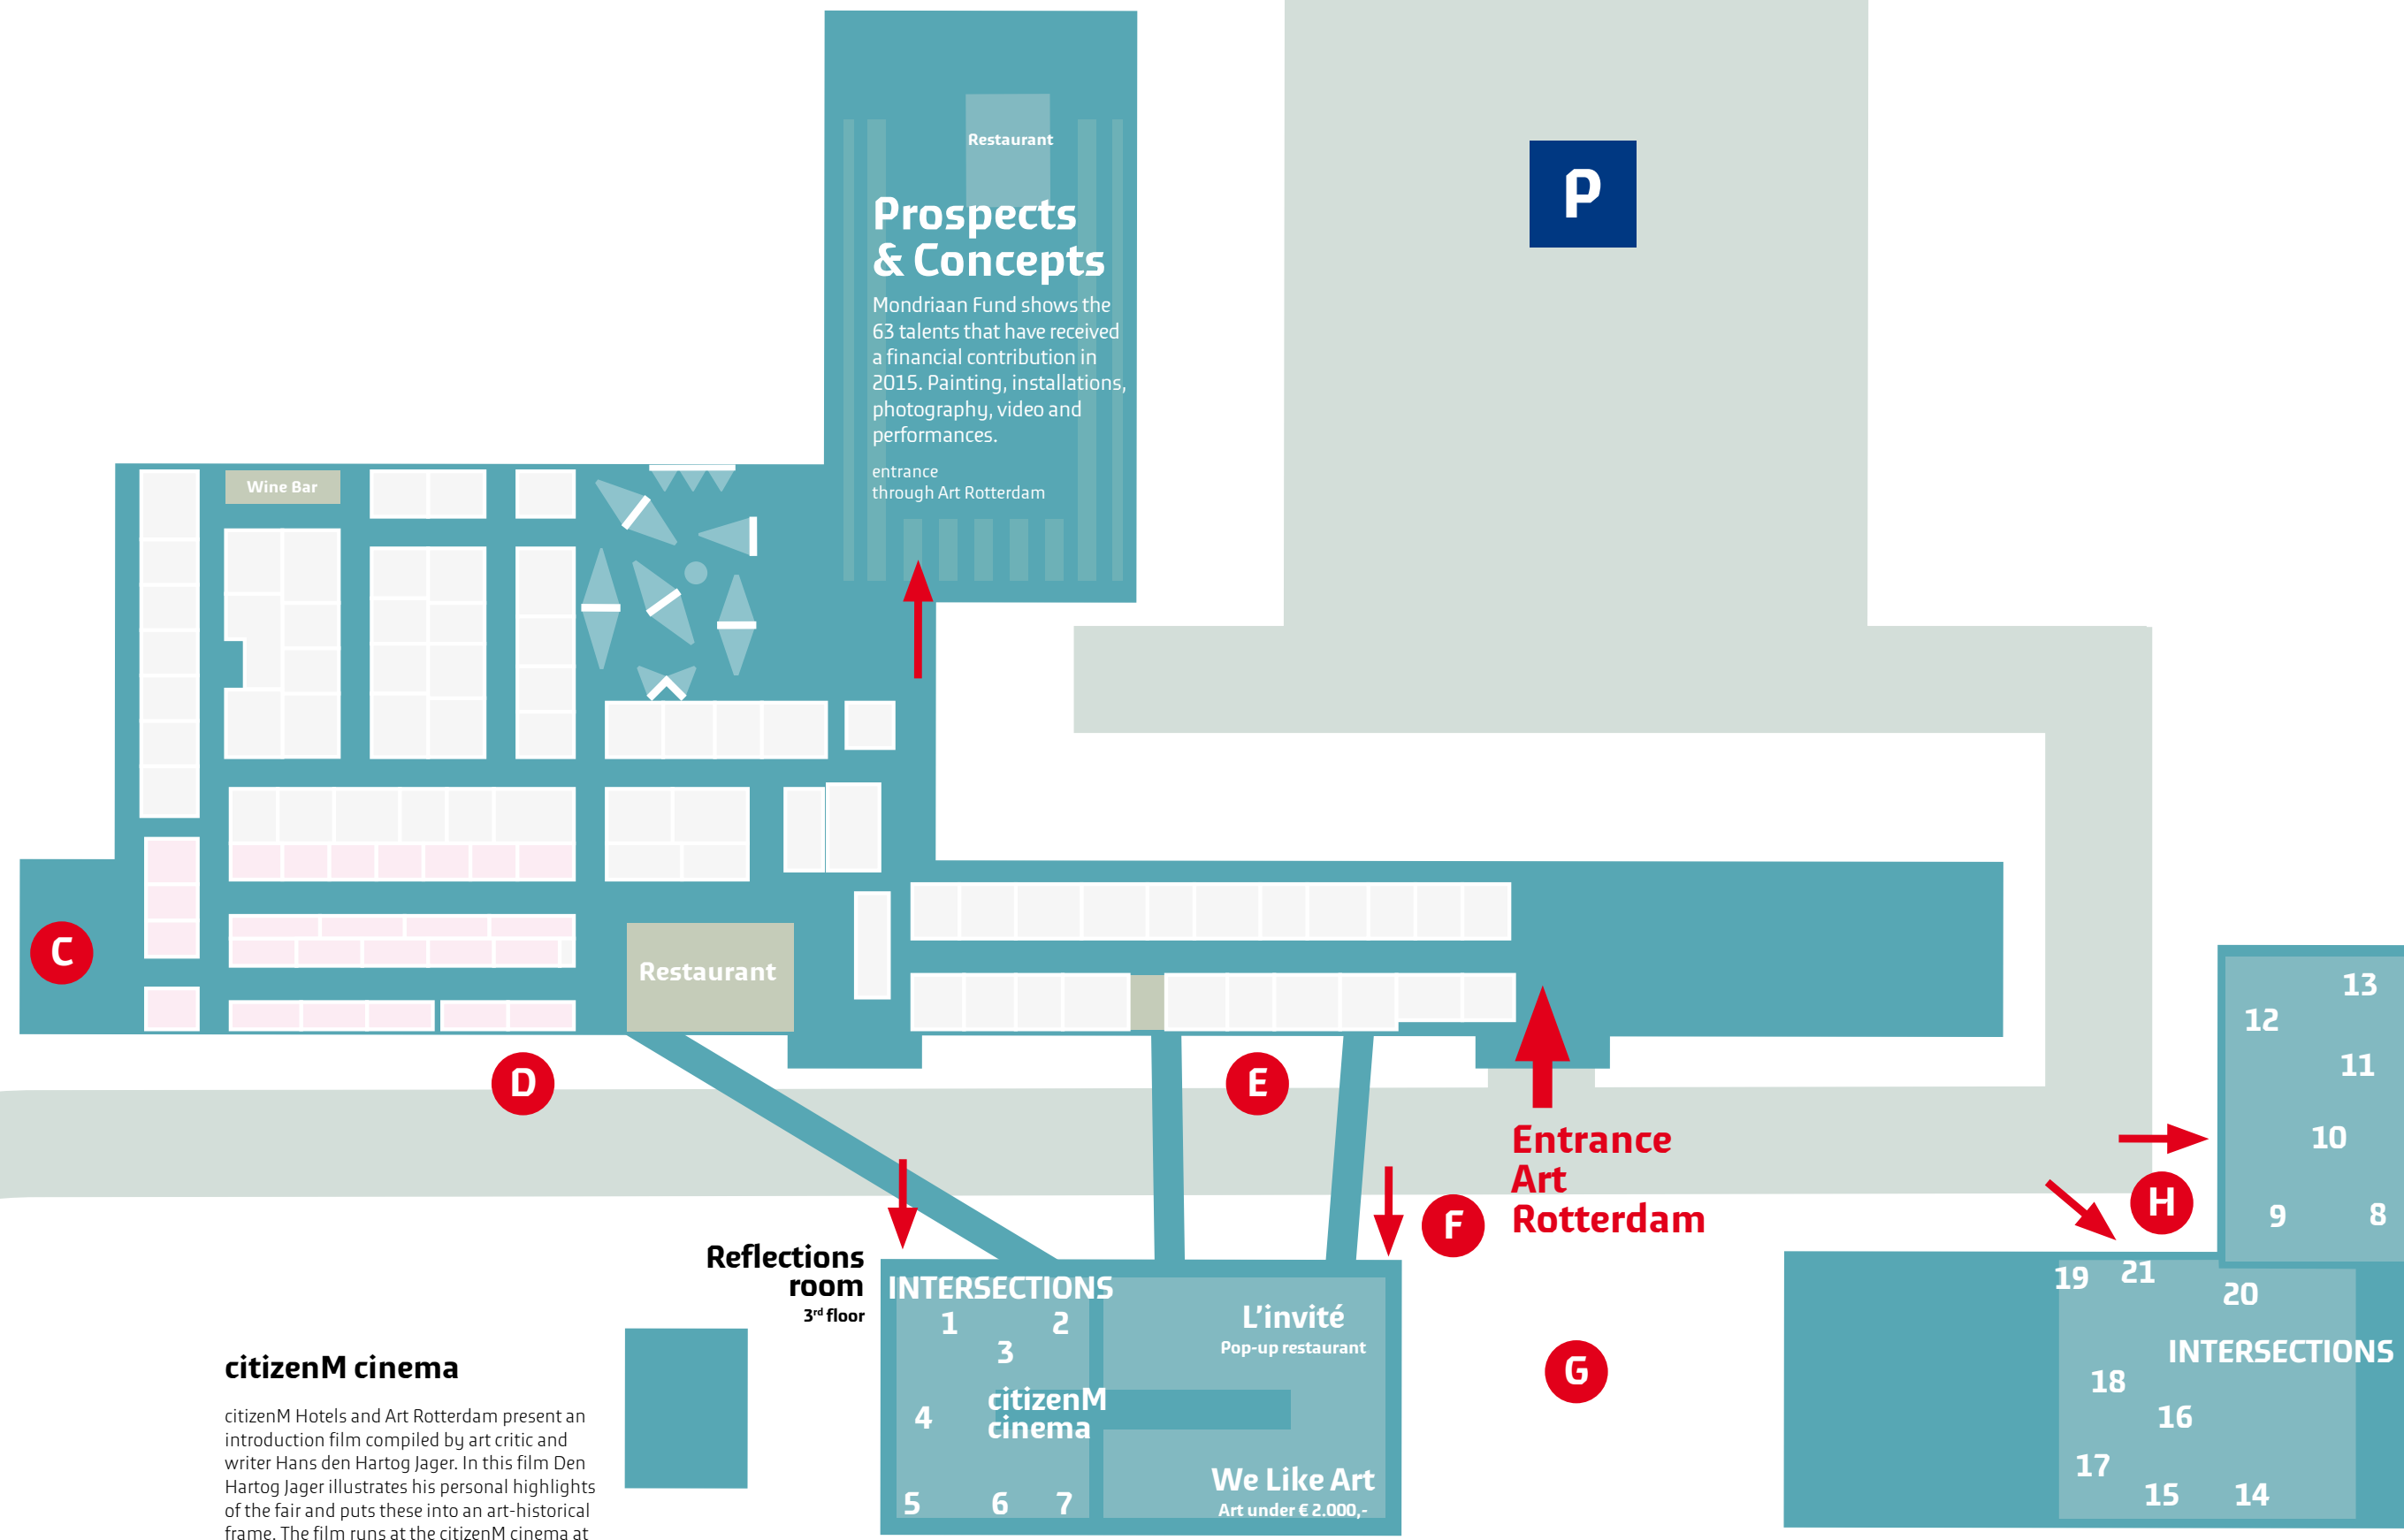 Restaurant
P
Prospects
& Concepts
Mondriaan Fund shows the
63 talents that have received
a financial contribution in
2015. Painting, installations,
photography, video and
performances.
entrance
through Art Rotterdam
Wine Bar
C
Restaurant
D
E
Entrance
Art
Rotterdam
F
H
13
12
11
10
9
8
Reflections
room
3rd floor
INTERSECTIONS
1
2
3
4
citizenM
cinema
5
6
7
L'invité
Pop-up restaurant
We Like Art
Art under € 2.000,-
G
19
21
20
INTERSECTIONS
18
16
17
15
14
citizenM cinema
citizenM Hotels and Art Rotterdam present an
introduction film compiled by art critic and
writer Hans den Hartog Jager. In this film Den
Hartog Jager illustrates his personal highlights
of the fair and puts these into an art-historical
frame. The film runs at the citizenM cinema at